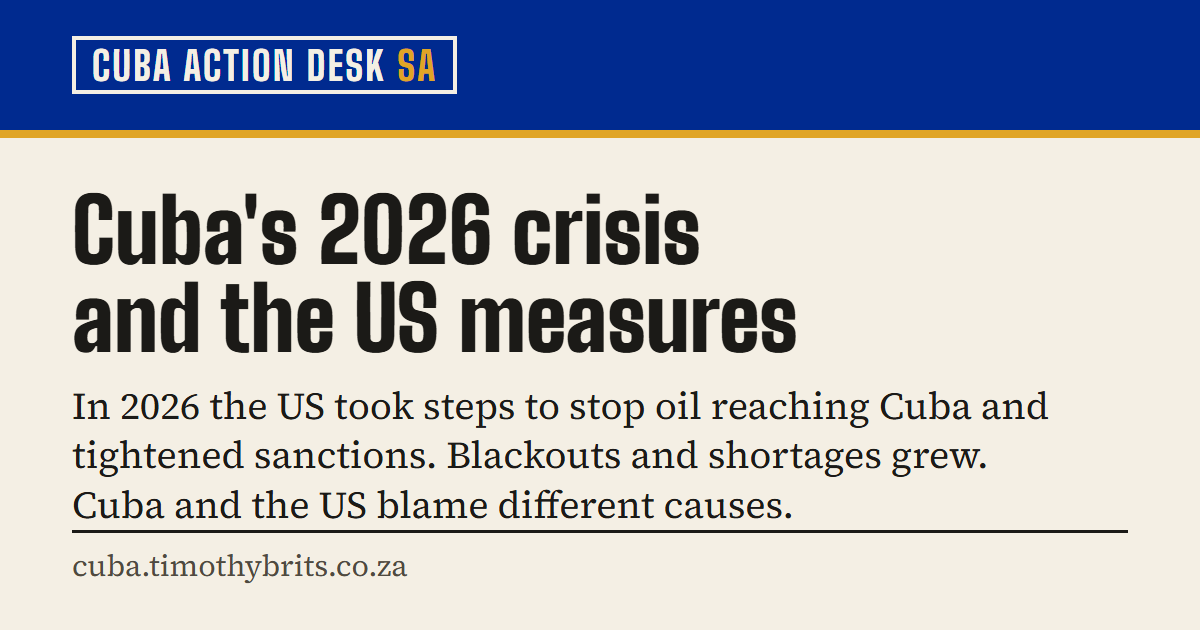 CUBA ACTION DESK SA
Cuba's 2026 crisis
and the US measures
In 2026 the US took steps to stop oil reaching Cuba and
tightened sanctions. Blackouts and shortages grew.
Cuba and the US blame different causes.
cuba.timothybrits.co.za